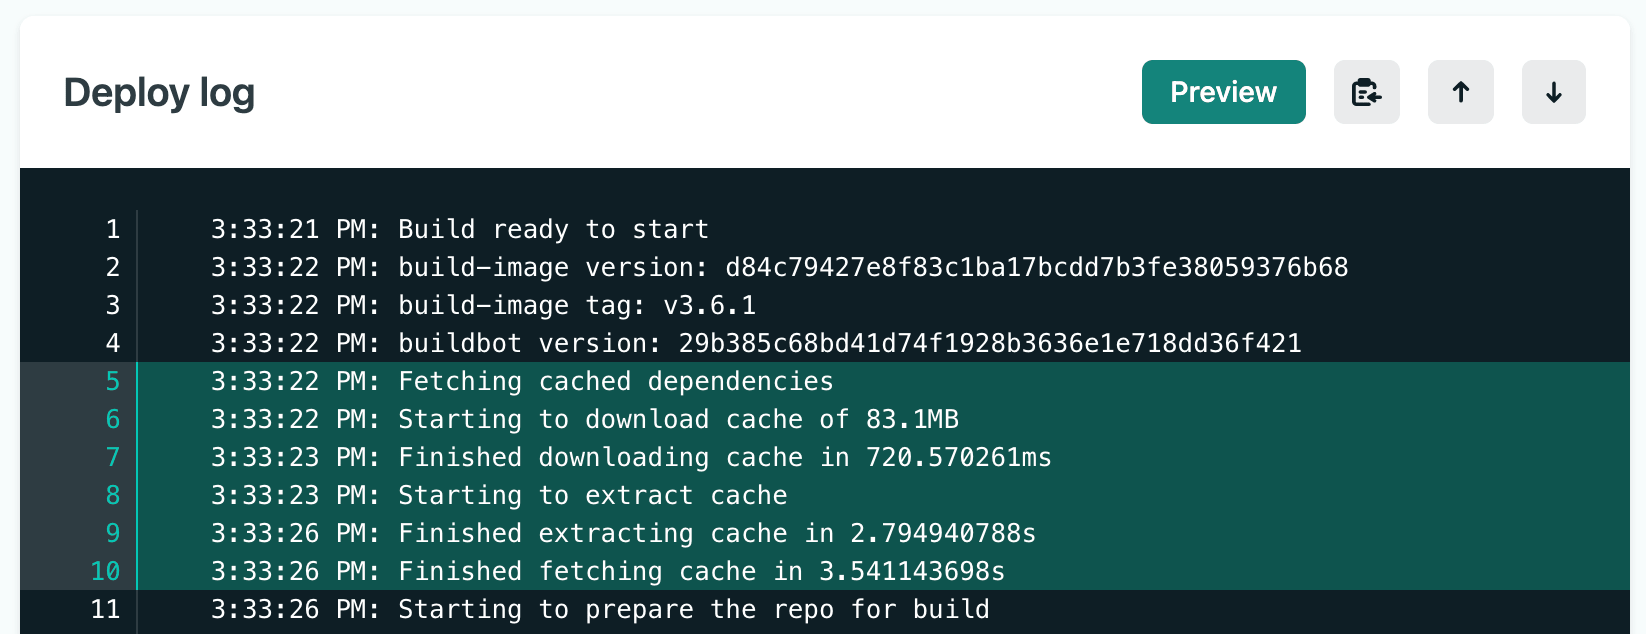 Deploy log
Preview
1 3:33:21 PM: Build ready to start
2 3:33:22 PM: build-image version: d84c79427e8f83c1ba17bcdd7b3fe38059376b68
3 3:33:22 PM: build-image tag: v3.6.1
4 3:33:22 PM: buildbot version: 29b385c68bd41d74f1928b3636e1e718dd36f421
5 3:33:22 PM: Fetching cached dependencies
6 3:33:22 PM: Starting to download cache of 83.1MB
7 3:33:23 PM: Finished downloading cache in 720.570261ms
8 3:33:23 PM: Starting to extract cache
9 3:33:26 PM: Finished extracting cache in 2.794940788s
10 3:33:26 PM: Finished fetching cache in 3.541143698s
11 3:33:26 PM: Starting to prepare the repo for build